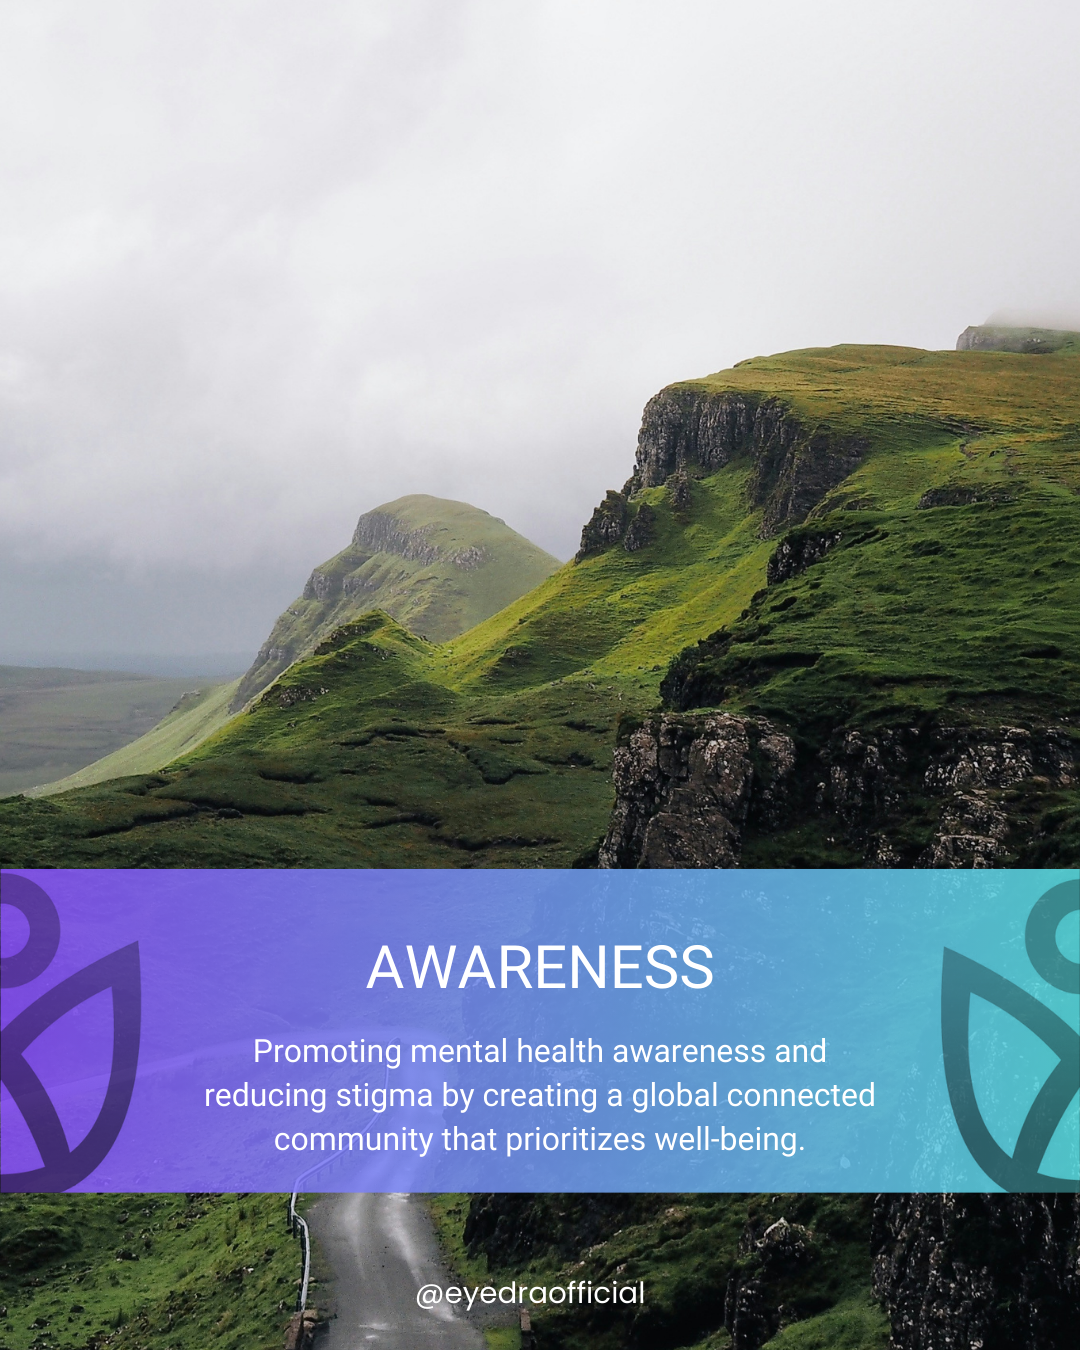 AWARENESS
Promoting mental health awareness and
reducing stigma by creating a global connected
community that prioritizes well-being.
@eyedraofficial